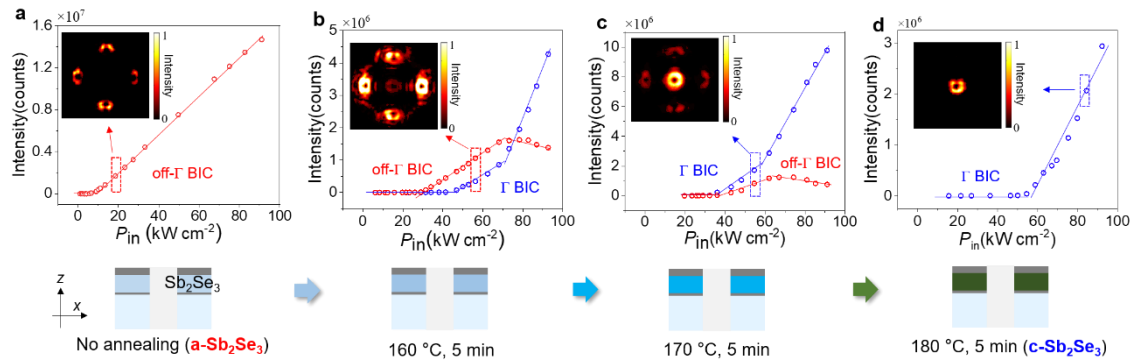 a
1.6 ×10⁷
1.2
0.8
0.4
0.0
0 20 40 60 80 100
Intensity(counts)
P_in (kW cm⁻²)
1
Intensity
0
off-Γ BIC
b
×10⁶
5
4
3
2
1
0
0 20 40 60 80 100
Intensity(counts)
P_in(kW cm⁻²)
1
Intensity
0
off-Γ BIC
Γ BIC
c
×10⁶
10
8
6
4
2
0
0 20 40 60 80 100
Intensity(counts)
P_in(kW cm⁻²)
1
Intensity
0
Γ BIC
off-Γ BIC
d
×10⁶
3
2
1
0
0 20 40 60 80 100
Intensity(counts)
P_in(kW cm⁻²)
1
Intensity
0
Γ BIC
z
x
Sb₂Se₃
No annealing (a-Sb₂Se₃)
160 °C, 5 min
170 °C, 5 min
180 °C, 5 min (c-Sb₂Se₃)